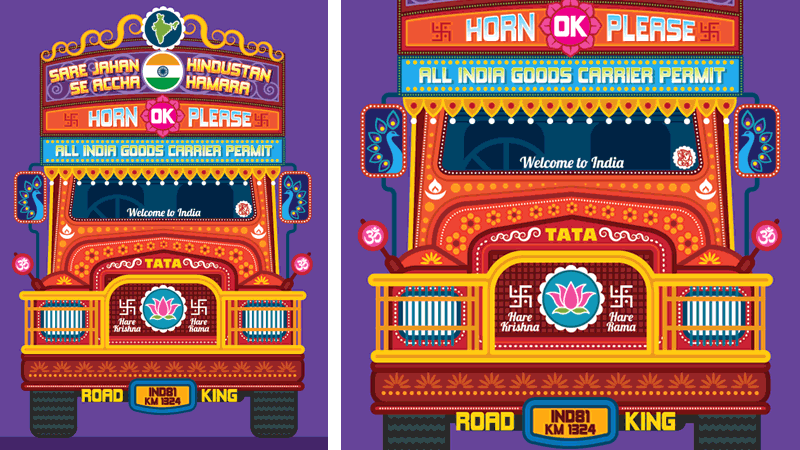 SARE JAHAN HINDUSTAN
SE ACCHA HAMARA
HORN OK PLEASE
ALL INDIA GOODS CARRIER PERMIT
Welcome to India
ॐ
ॐ
TATA
Hare Krishna
Hare Rama
ROAD KING
IND81
KM 1324
HORN OK PLEASE
ALL INDIA GOODS CARRIER PERMIT
Welcome to India
ॐ
ॐ
TATA
Hare Krishna
Hare Rama
ROAD KING
IND81
KM 1324